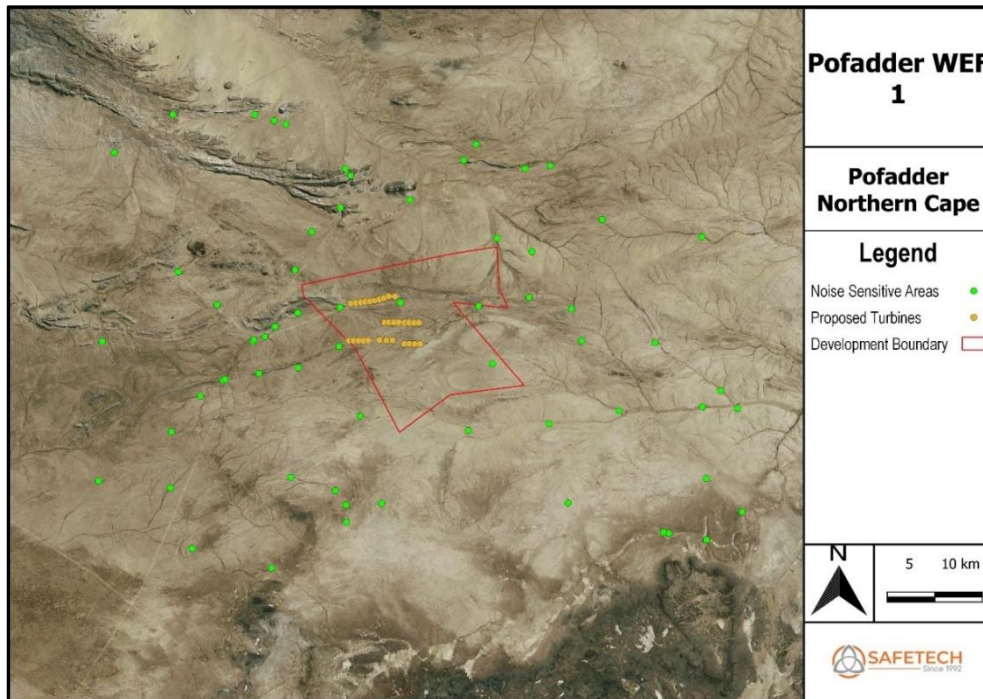 Pofadder WEF
1
Pofadder
Northern Cape
Legend
Noise Sensitive Areas
Proposed Turbines
Development Boundary
N
5 10 km
SAFETECH
Since 1992